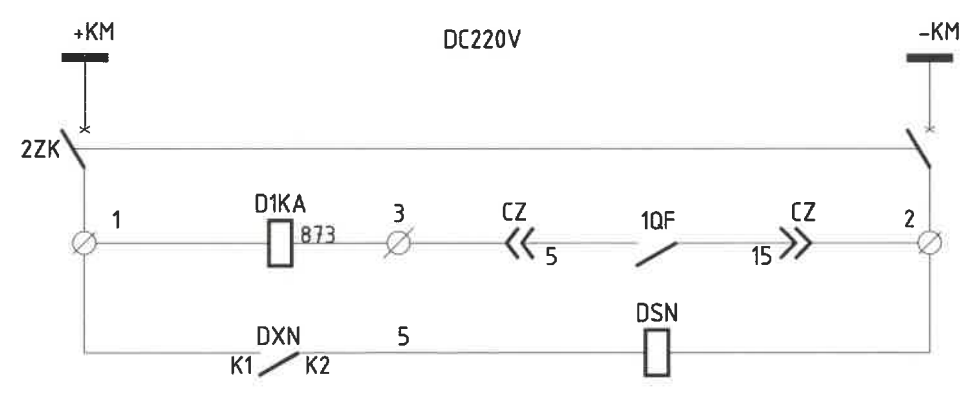 +KM DC220V -KM
2ZK
1 D1KA 873 3 CZ 5 1QF 15 CZ 2
K1 DXN K2 5 DSN